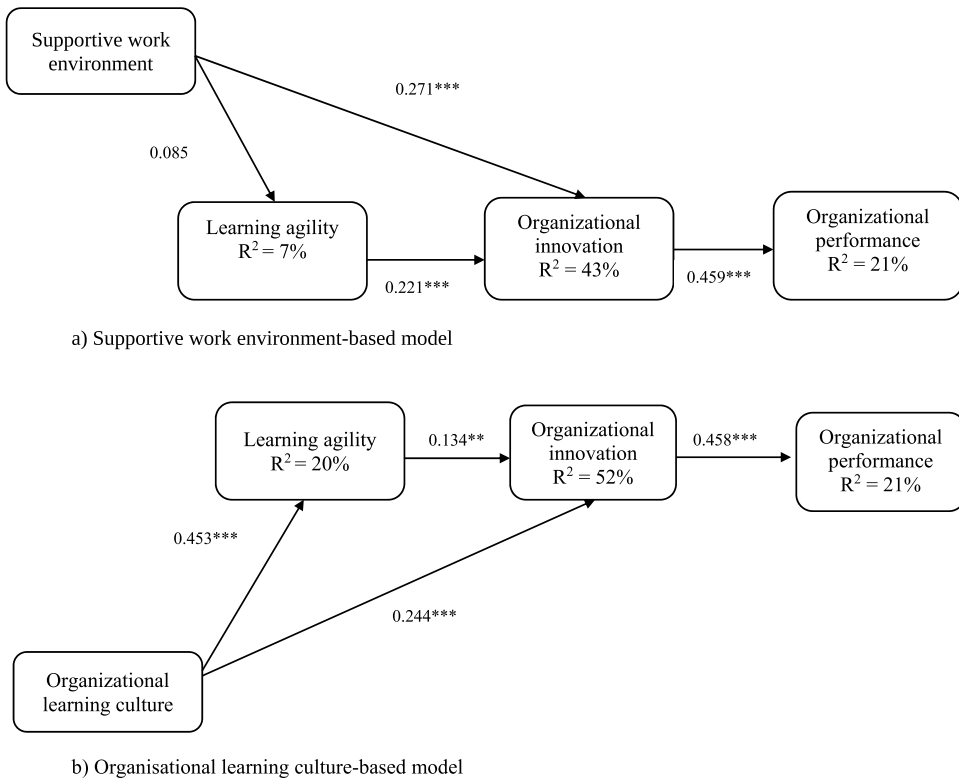 Supportive work
environment
0.271***
0.085
Learning agility
R² = 7%
0.221***
Organizational
innovation
R² = 43%
0.459***
Organizational
performance
R² = 21%
a) Supportive work environment-based model
Learning agility
R² = 20%
0.134**
Organizational
innovation
R² = 52%
0.458***
Organizational
performance
R² = 21%
0.453***
0.244***
Organizational
learning culture
b) Organisational learning culture-based model